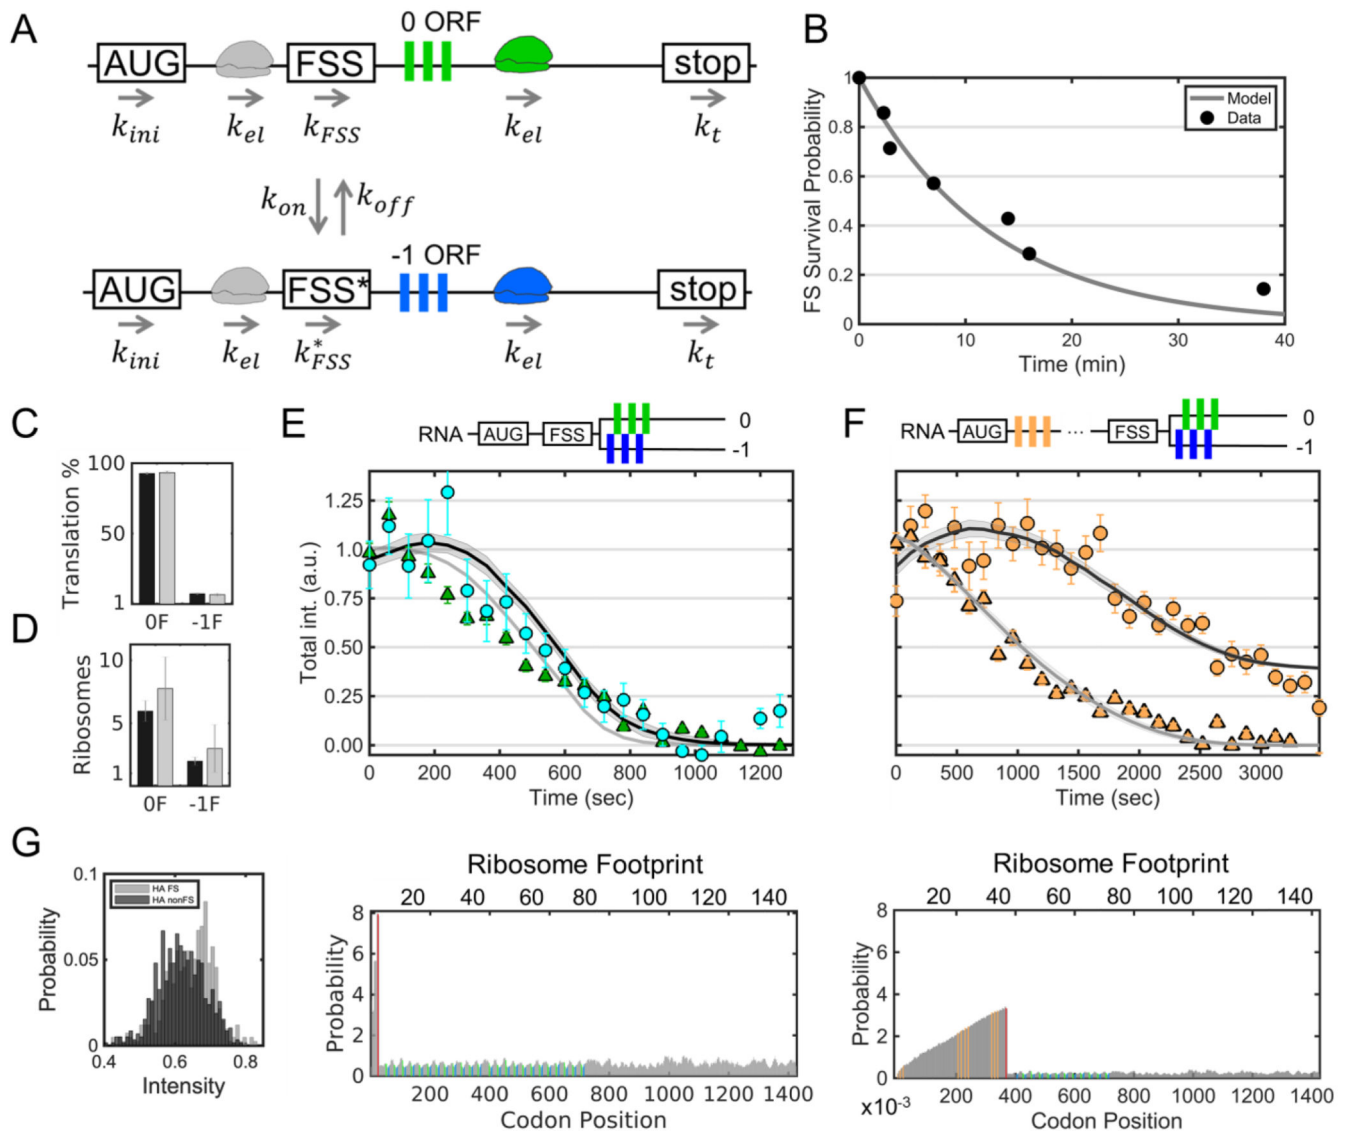 A
0 ORF
AUG FSS stop
k_ini k_el k_FSS k_el k_t
k_on k_off
-1 ORF
AUG FSS* stop
k_ini k_el k*_FSS k_el k_t
B
FS Survival Probability
1
0.8
0.6
0.4
0.2
0
0 10 20 30 40
Time (min)
Model
Data
C
Translation %
100
50
1
0F -1F
D
Ribosomes
10
5
1
0F -1F
E
RNA AUG FSS 0 -1
Total int. (a.u.)
1.25
1.0
0.75
0.50
0.25
0.00
0 200 400 600 800 1000 1200
Time (sec)
F
RNA AUG ... FSS 0 -1
0 500 1000 1500 2000 2500 3000
Time (sec)
G
Probability
0.1
0.05
0
0.4 0.6 0.8
Intensity
HA FS
HA nonFS
Ribosome Footprint
20 40 60 80 100 120 140
Probability
8
6
4
2
0
200 400 600 800 1000 1200 1400
Codon Position
Ribosome Footprint
20 40 60 80 100 120 140
Probability
8
6
4
2
0
x10⁻³
200 400 600 800 1000 1200 1400
Codon Position